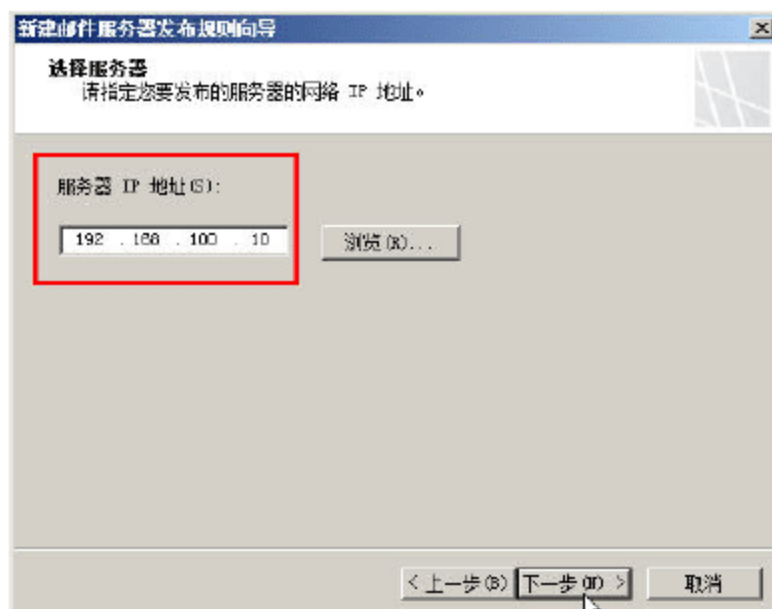 新建邮件服务器发布规则向导
选择服务器
请指定您要发布的服务器的网络 IP 地址。
服务器 IP 地址(S):
192 . 168 . 100 . 10
浏览(R)...
< 上一步(B)
下一步(N) >
取消